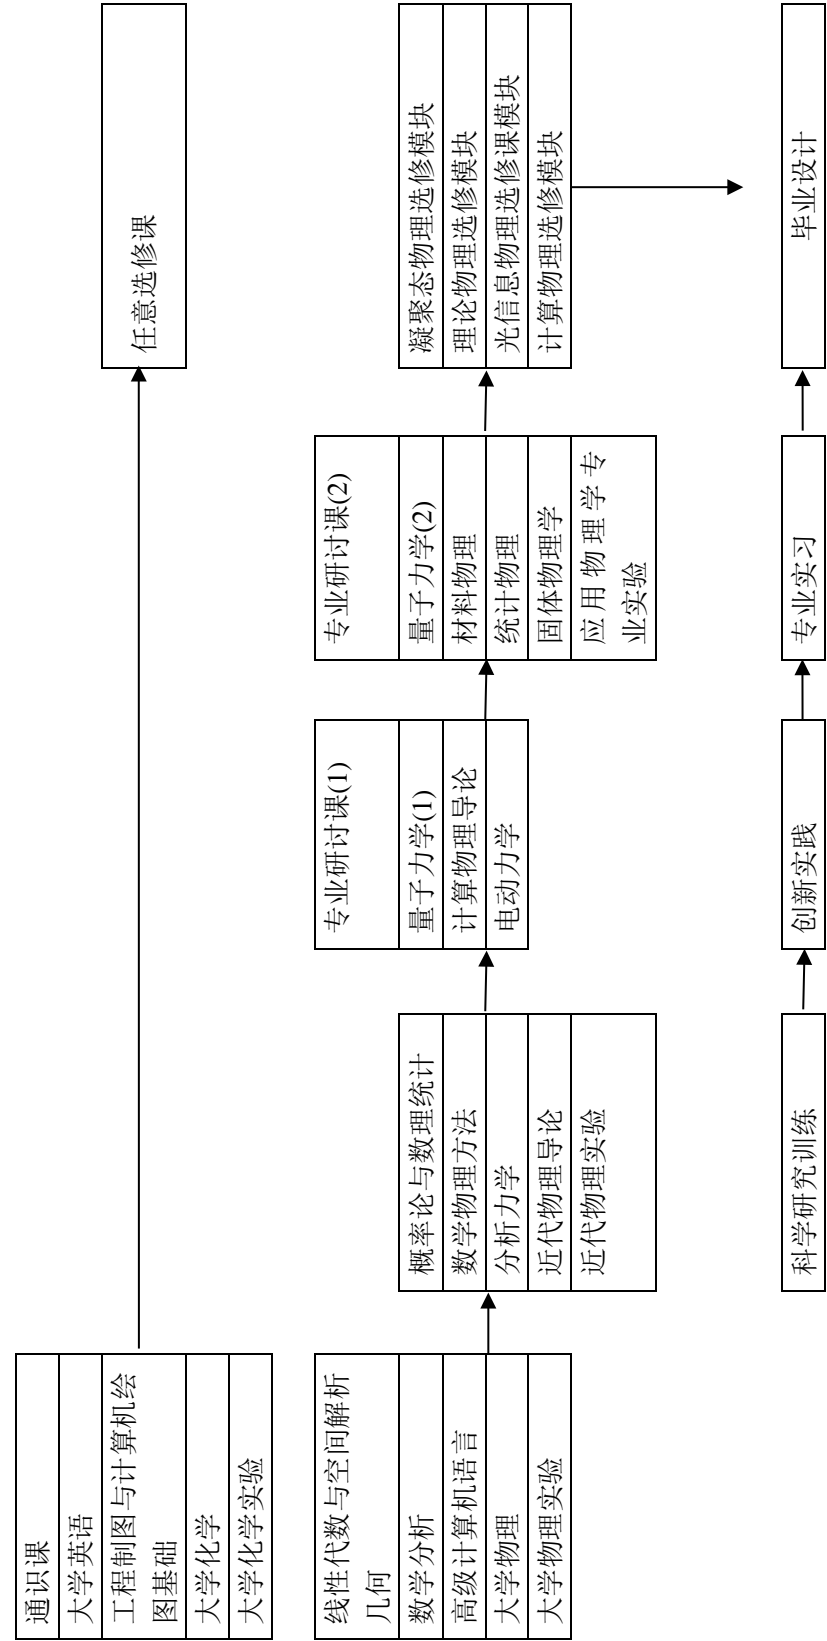 通识课
大学英语
工程制图与计算机绘
图基础
大学化学
大学化学实验
任意选修课
线性代数与空间解析
几何
数学分析
高级计算机语言
大学物理
大学物理实验
概率论与数理统计
数学物理方法
分析力学
近代物理导论
近代物理实验
专业研讨课(1)
量子力学(1)
计算物理导论
电动力学
专业研讨课(2)
量子力学(2)
材料物理
统计物理
固体物理学
应用物理学专
业实验
凝聚态物理选修模块
理论物理选修模块
光信息物理选修课模块
计算物理选修模块
科学研究训练
创新实践
专业实习
毕业设计